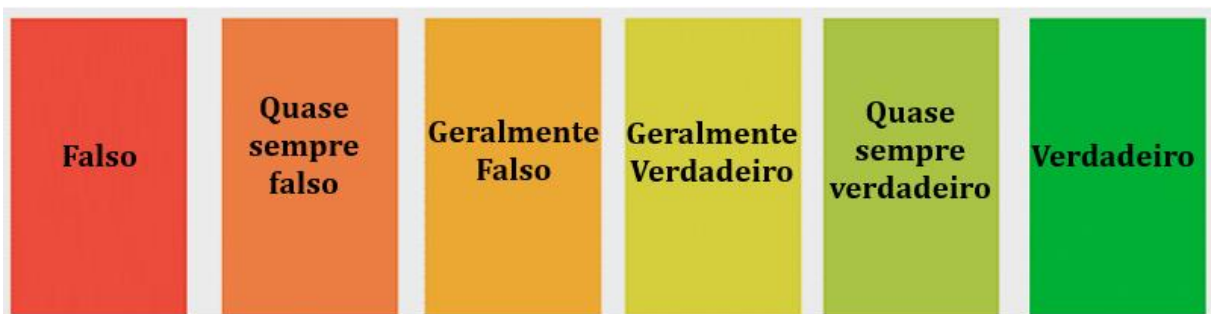 Falso
Quase
sempre
falso
Geralmente
Falso
Geralmente
Verdadeiro
Quase
sempre
verdadeiro
Verdadeiro